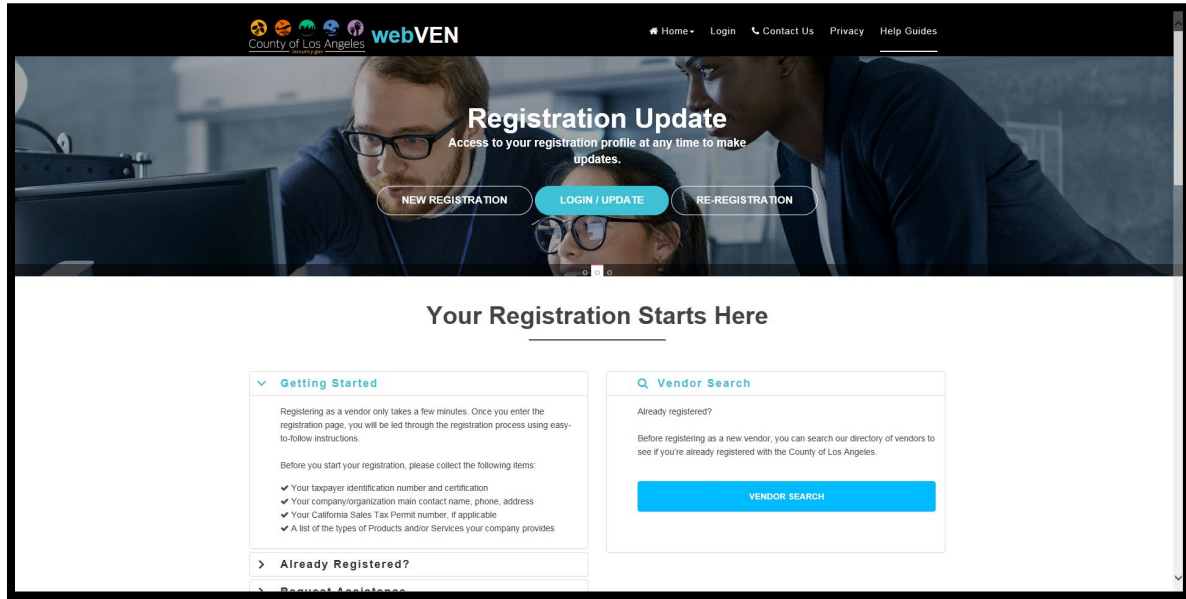 County of Los Angeles
lacounty.gov
webVEN
Home
Login
Contact Us
Privacy
Help Guides
Registration Update
Access to your registration profile at any time to make
updates.
NEW REGISTRATION
LOGIN / UPDATE
RE-REGISTRATION
Your Registration Starts Here
Getting Started
Registering as a vendor only takes a few minutes. Once you enter the
registration page, you will be led through the registration process using easy-
to-follow instructions.
Before you start your registration, please collect the following items:
Your taxpayer identification number and certification
Your company/organization main contact name, phone, address
Your California Sales Tax Permit number, if applicable
A list of the types of Products and/or Services your company provides
Already Registered?
Request Assistance
Vendor Search
Already registered?
Before registering as a new vendor, you can search our directory of vendors to
see if you're already registered with the County of Los Angeles.
VENDOR SEARCH